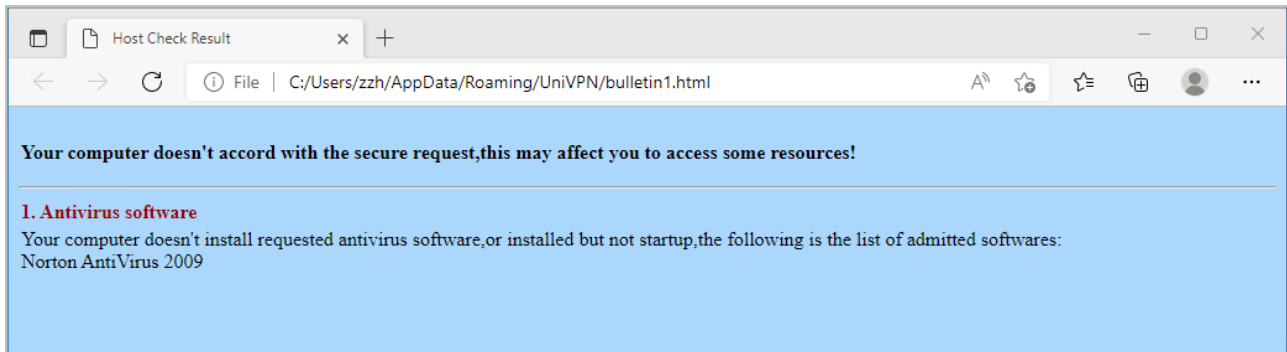 Host Check Result
File C:/Users/zzh/AppData/Roaming/UniVPN/bulletin1.html
Your computer doesn't accord with the secure request,this may affect you to access some resources!
1. Antivirus software
Your computer doesn't install requested antivirus software,or installed but not startup,the following is the list of admitted softwares:
Norton AntiVirus 2009